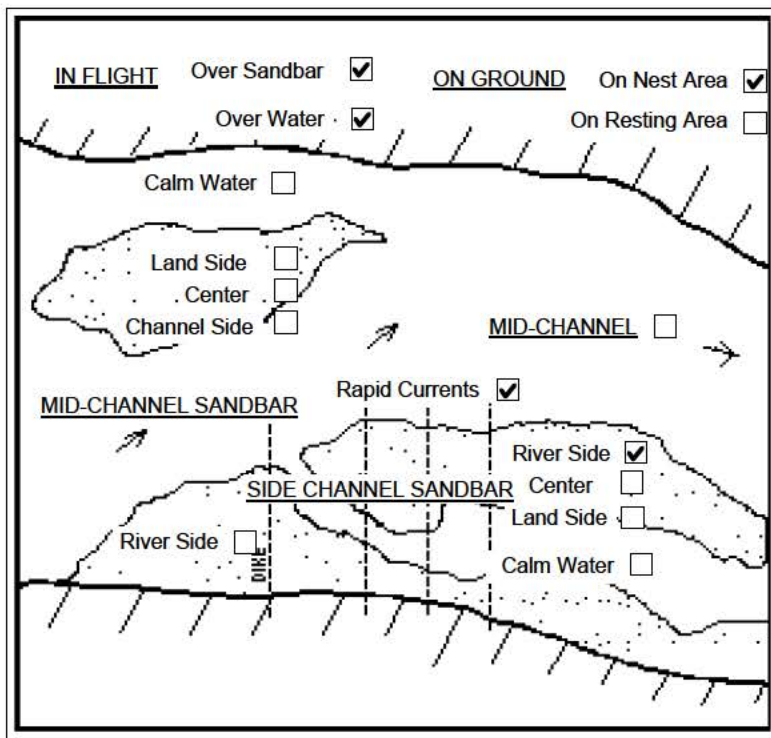 IN FLIGHT Over Sandbar ON GROUND On Nest Area
Over Water On Resting Area
Calm Water
Land Side
Center
Channel Side
MID-CHANNEL
Rapid Currents
MID-CHANNEL SANDBAR
River Side
SIDE CHANNEL SANDBAR Center
Land Side
River Side
DIKE
Calm Water